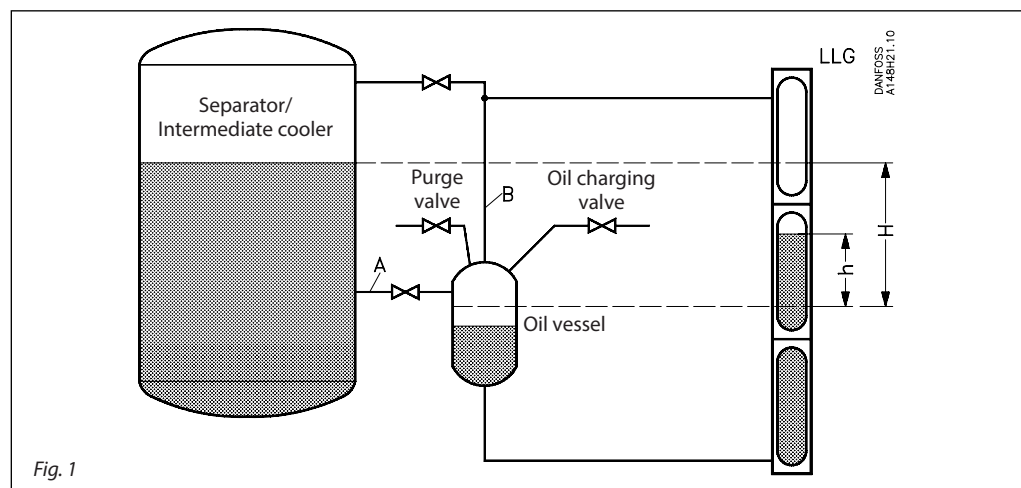 LLG
DANFOSS
A148H21.10
Separator/
Intermediate cooler
Purge
valve
Oil charging
valve
B
H
h
A
Oil vessel
Fig. 1